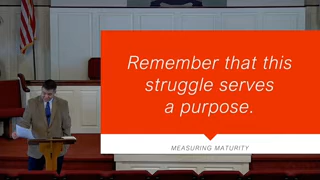 Remember that this
struggle serves
a purpose.
MEASURING MATURITY